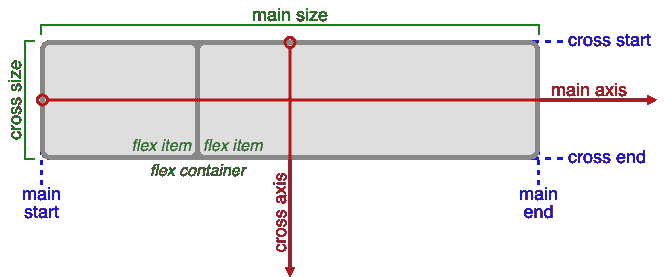 main size
cross start
cross size
main axis
flex item
flex item
cross end
flex container
main
start
cross axis
main
end